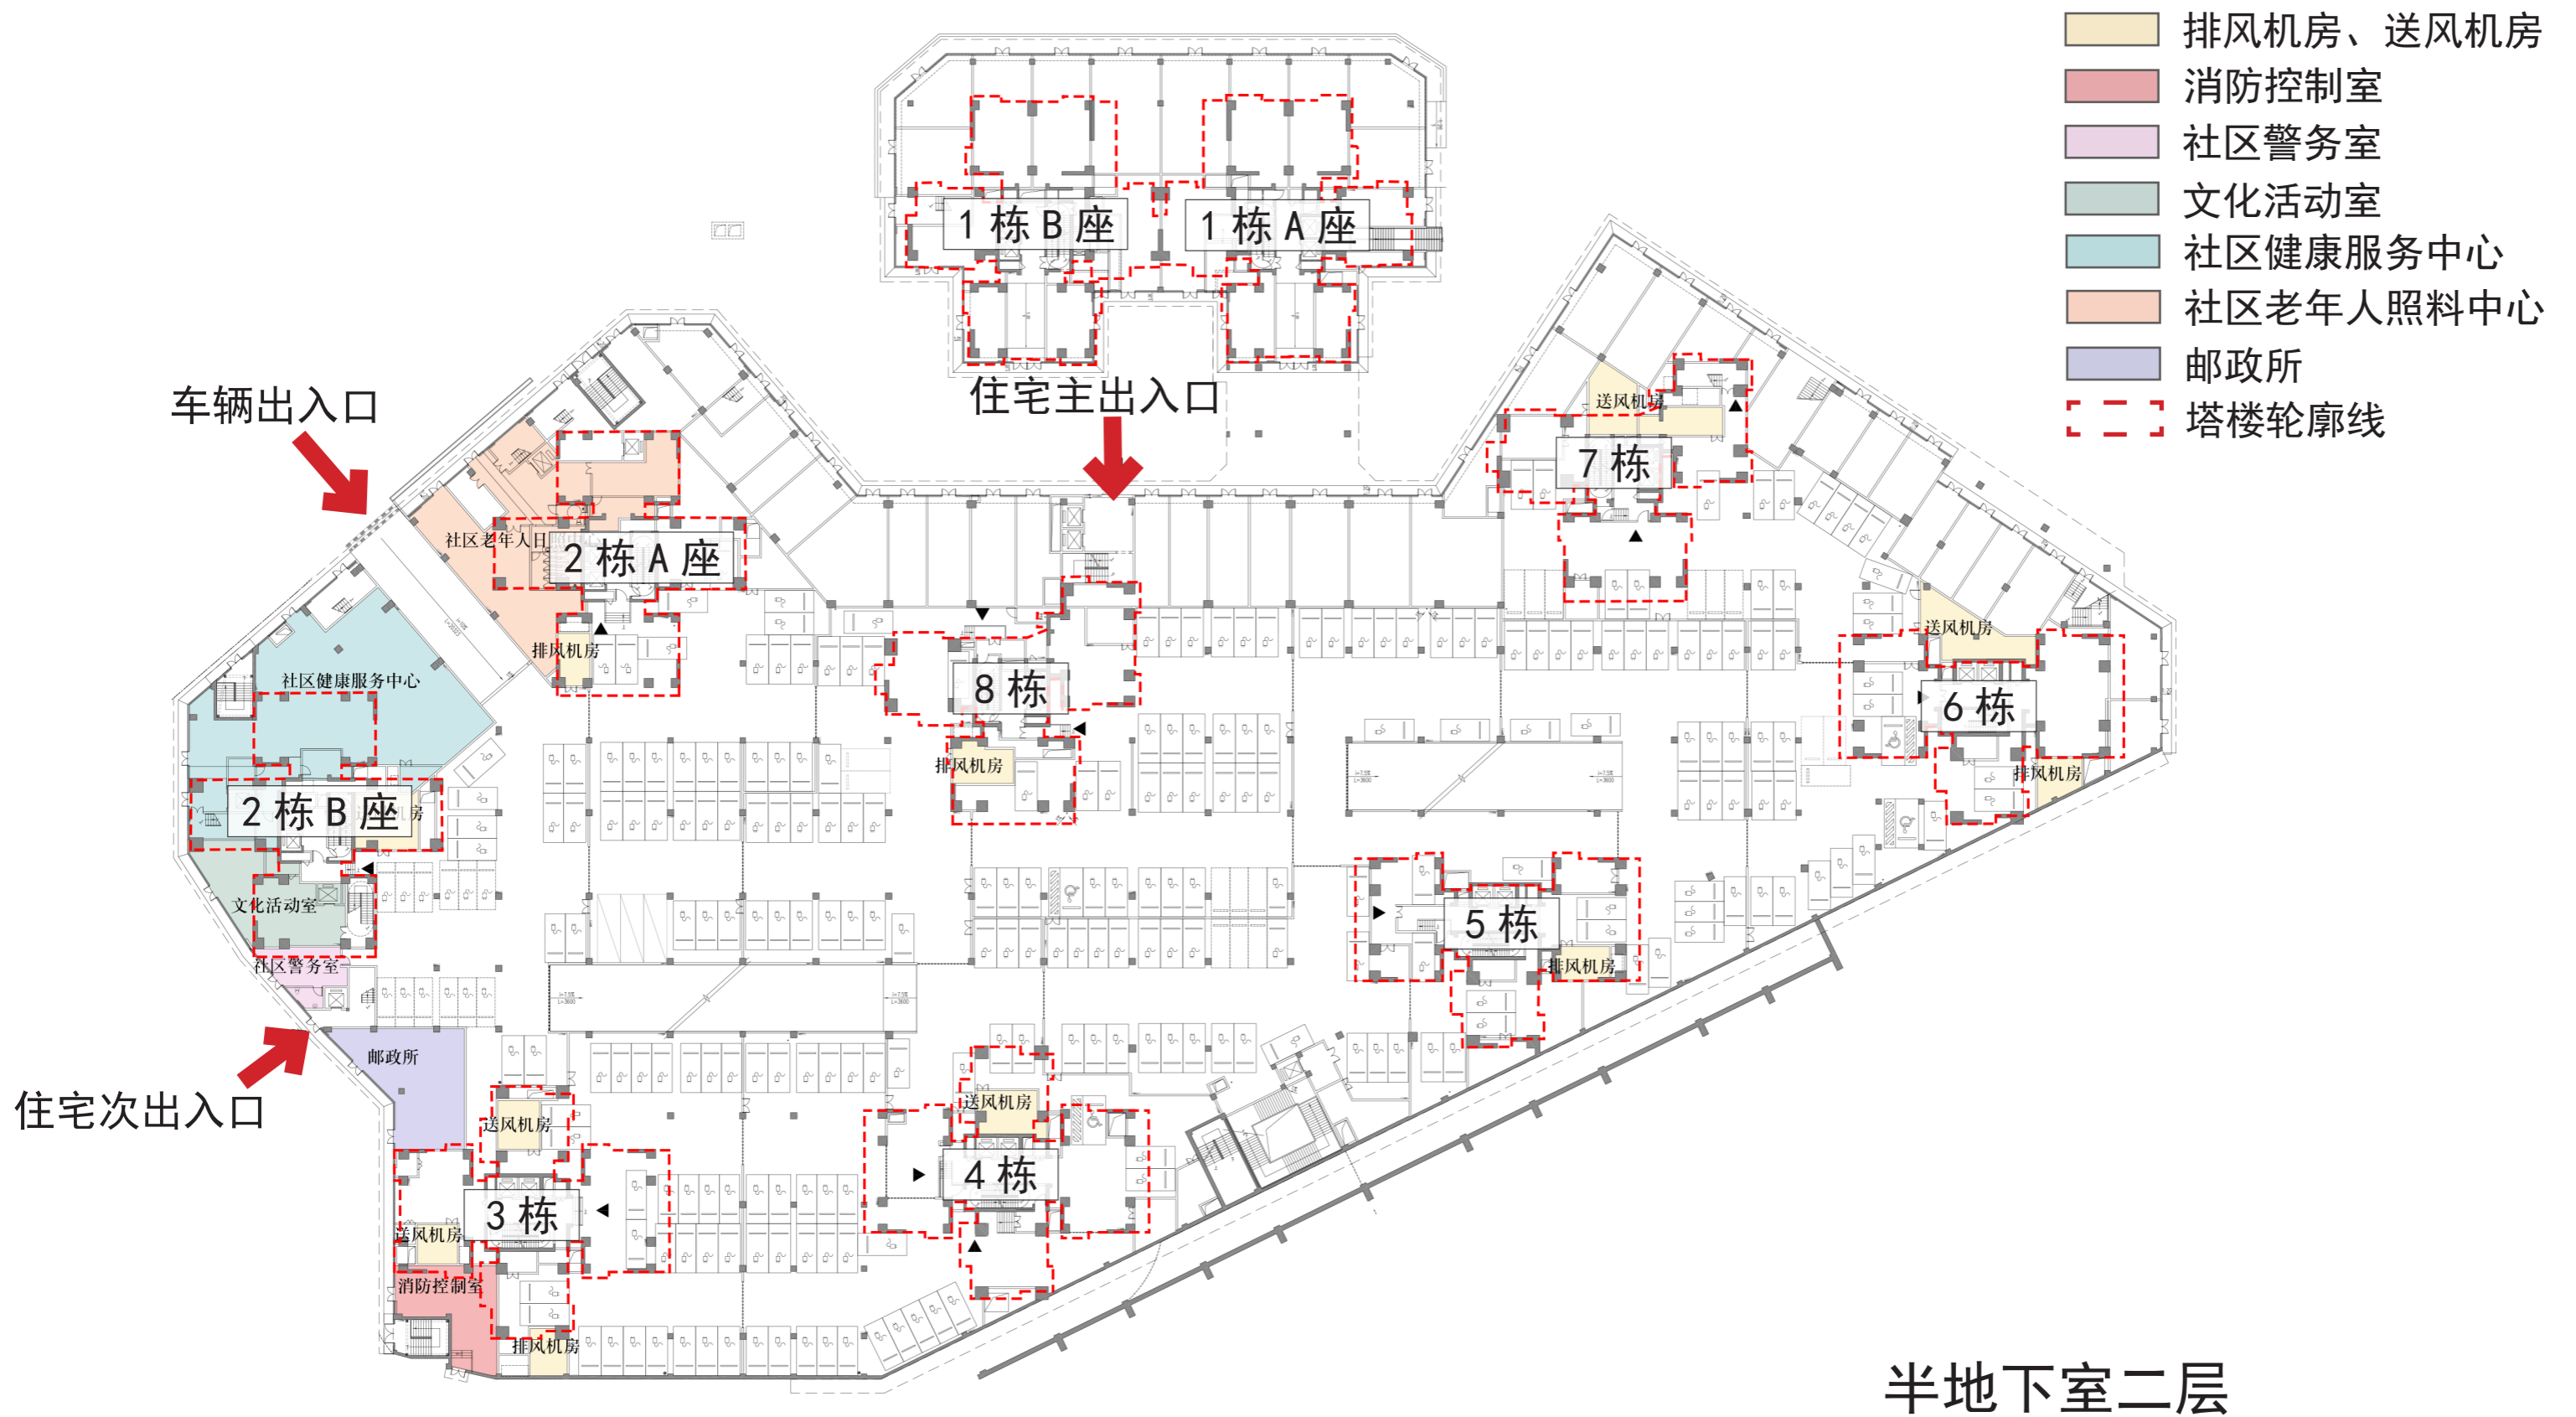 排风机房、送风机房
消防控制室
社区警务室
文化活动室
社区健康服务中心
社区老年人照料中心
邮政所
塔楼轮廓线
1栋B座
1栋A座
车辆出入口
住宅主出入口
送风机房
7栋
社区老年人日
2栋A座
排风机房
社区健康服务中心
8栋
排风机房
送风机房
6栋
排风机房
2栋B座
文化活动室
5栋
排风机房
社区警务室
住宅次出入口
邮政所
送风机房
送风机房
4栋
3栋
送风机房
消防控制室
排风机房
半地下室二层